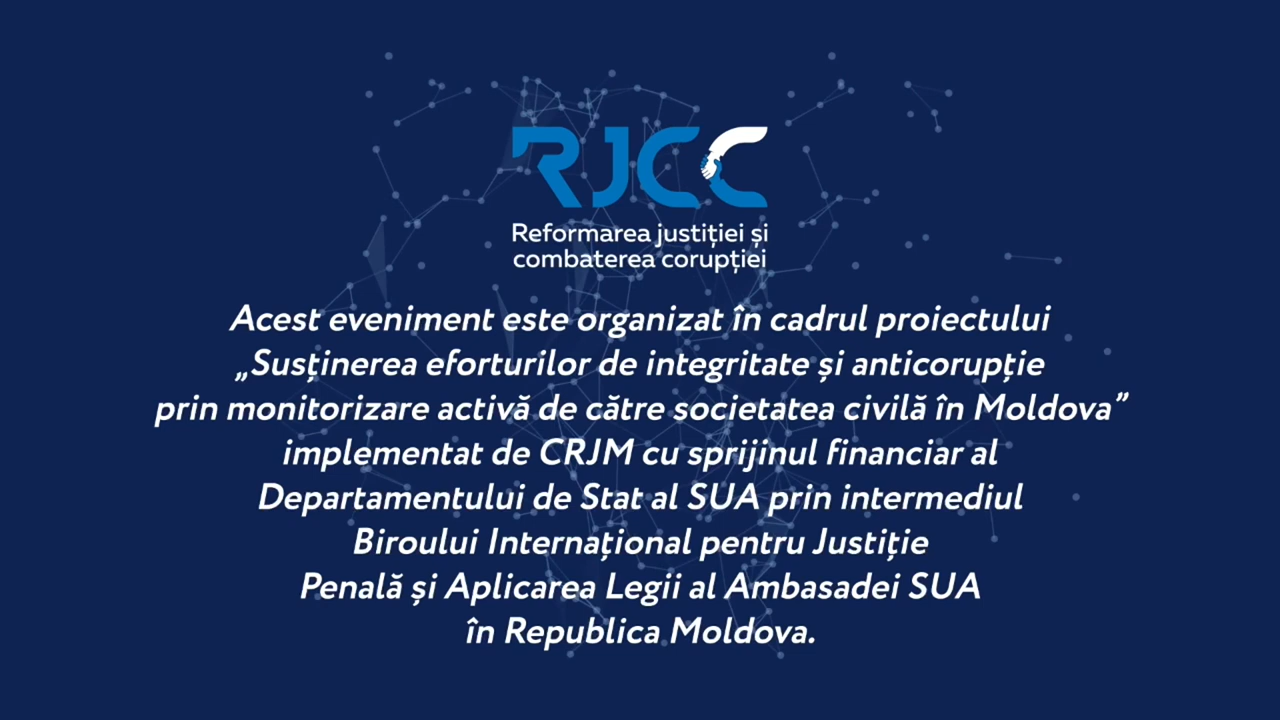 RJCC
Reformarea justiției și
combaterea corupției
Acest eveniment este organizat în cadrul proiectului
„Susținerea eforturilor de integritate și anticorupție
prin monitorizare activă de către societatea civilă în Moldova”
implementat de CRJM cu sprijinul financiar al
Departamentului de Stat al SUA prin intermediul
Biroului Internațional pentru Justiție
Penală și Aplicarea Legii al Ambasadei SUA
în Republica Moldova.